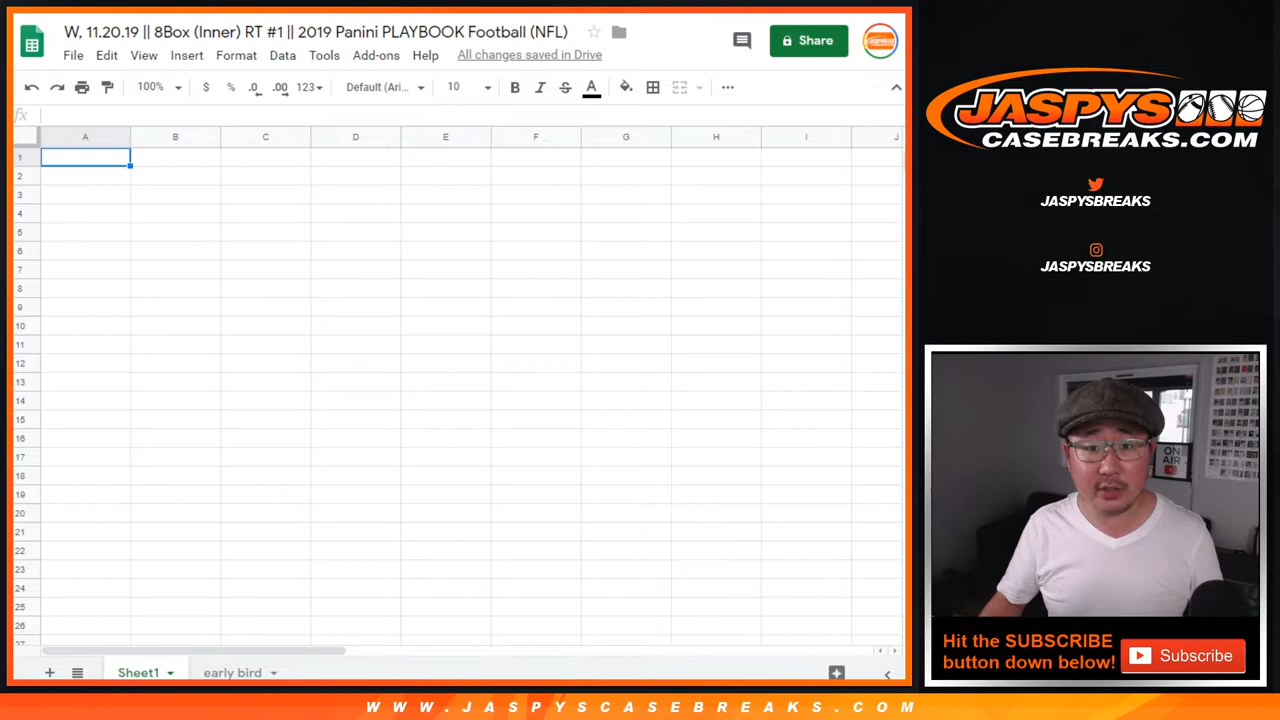 W, 11.20.19 || 8Box (Inner) RT #1 || 2019 Panini PLAYBOOK Football (NFL)
Share
File Edit View Insert Format Data Tools Add-ons Help All changes saved in Drive
100% $ % .0 .00 123 Default (Ari... 10 B I S A ...
fx
A B C D E F G H I J
1
2
3
4
5
6
7
8
9
10
11
12
13
14
15
16
17
18
19
20
21
22
23
24
25
26
27
Sheet1 early bird
JASPYS
CASEBREAKS.COM
JASPYSBREAKS
JASPYSBREAKS
ON
AIR
Hit the SUBSCRIBE
button down below!
Subscribe
WWW.JASPYSCASEBREAKS.COM